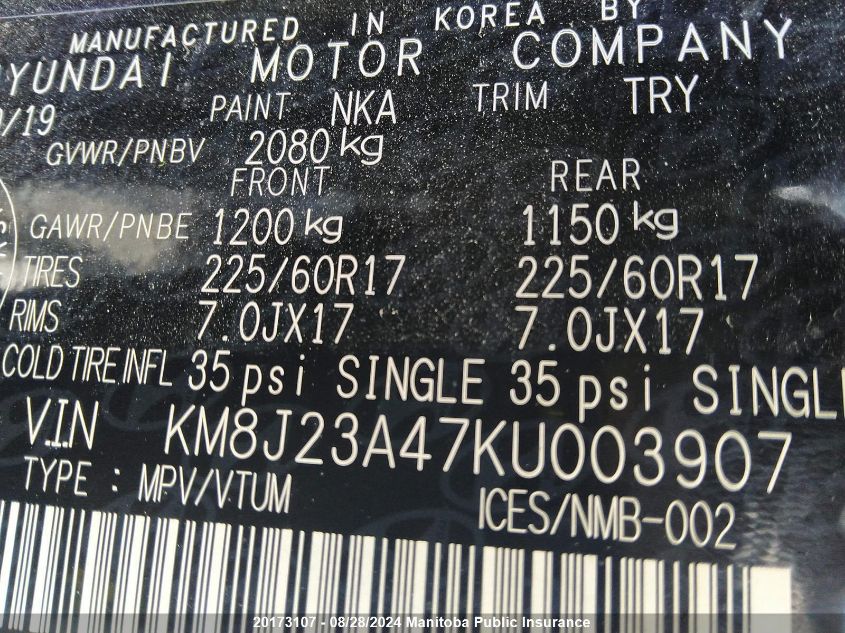 MANUFACTURED IN KOREA BY
HYUNDAI MOTOR COMPANY
/19 PAINT NKA TRIM TRY
GVWR/PNBV 2080 kg
FRONT REAR
GAWR/PNBE 1200 kg 1150 kg
TIRES 225/60R17 225/60R17
RIMS 7.0JX17 7.0JX17
COLD TIRE INFL 35 psi SINGLE 35 psi SINGL
V.I.N KM8J23A47KU003907
TYPE : MPV/VTUM ICES/NMB-002
20173107 - 08/28/2024 Manitoba Public Insurance